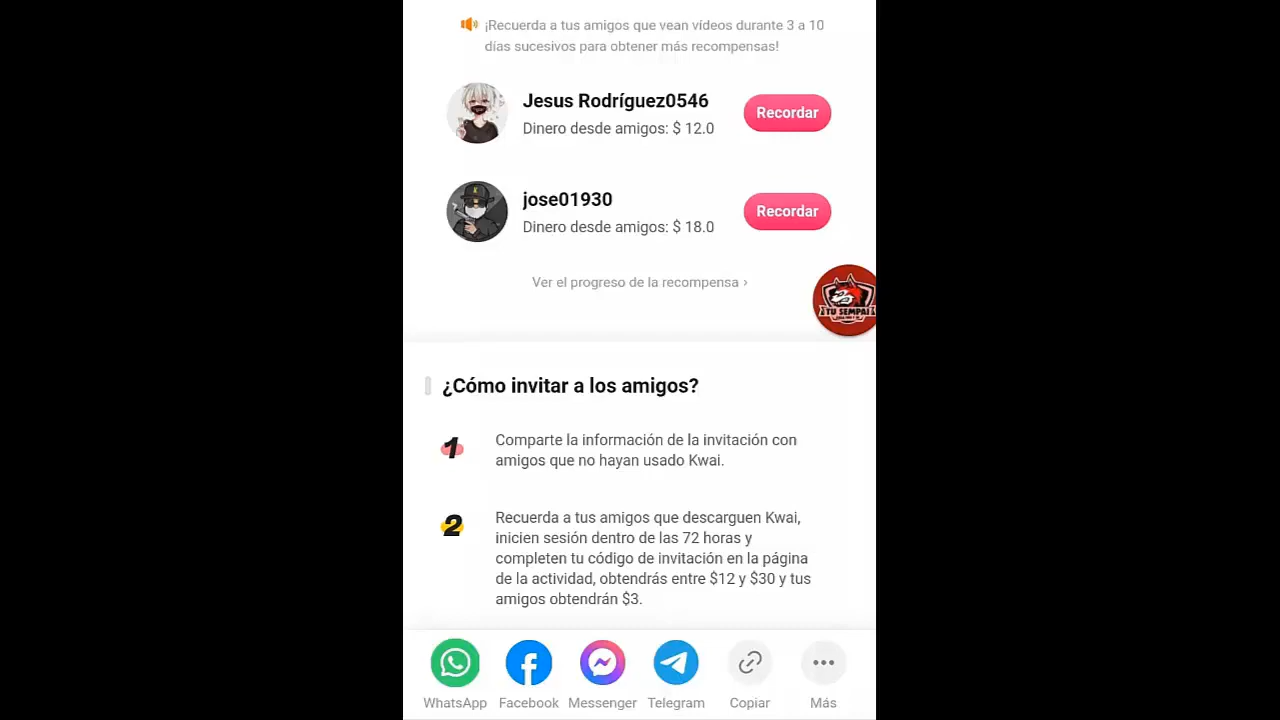 ¡Recuerda a tus amigos que vean vídeos durante 3 a 10
días sucesivos para obtener más recompensas!
Jesus Rodríguez0546
Recordar
Dinero desde amigos: $ 12.0
jose01930
Recordar
Dinero desde amigos: $ 18.0
Ver el progreso de la recompensa ›
TU SEMPAI
¿Cómo invitar a los amigos?
1
Comparte la información de la invitación con
amigos que no hayan usado Kwai.
2
Recuerda a tus amigos que descarguen Kwai,
inicien sesión dentro de las 72 horas y
completen tu código de invitación en la página
de la actividad, obtendrás entre $12 y $30 y tus
amigos obtendrán $3.
WhatsApp
Facebook
Messenger
Telegram
Copiar
Más